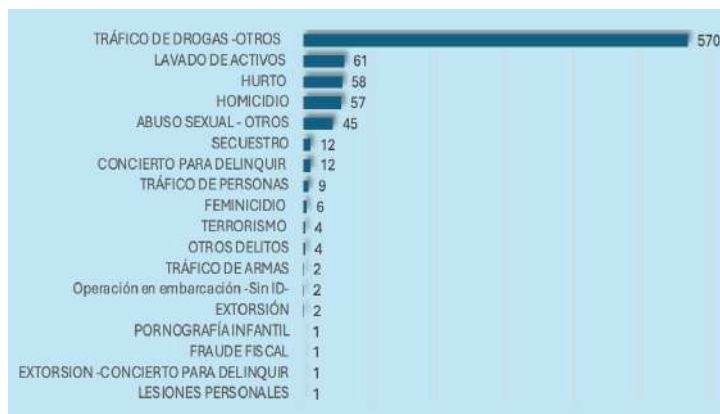 TRÁFICO DE DROGAS -OTROS 570
LAVADO DE ACTIVOS 61
HURTO 58
HOMICIDIO 57
ABUSO SEXUAL - OTROS 45
SECUESTRO 12
CONCIERTO PARA DELINQUIR 12
TRÁFICO DE PERSONAS 9
FEMINICIDIO 6
TERRORISMO 4
OTROS DELITOS 4
TRÁFICO DE ARMAS 2
Operación en embarcación -Sin ID- 2
EXTORSIÓN 2
PORNOGRAFÍA INFANTIL 1
FRAUDE FISCAL 1
EXTORSION -CONCIERTO PARA DELINQUIR 1
LESIONES PERSONALES 1